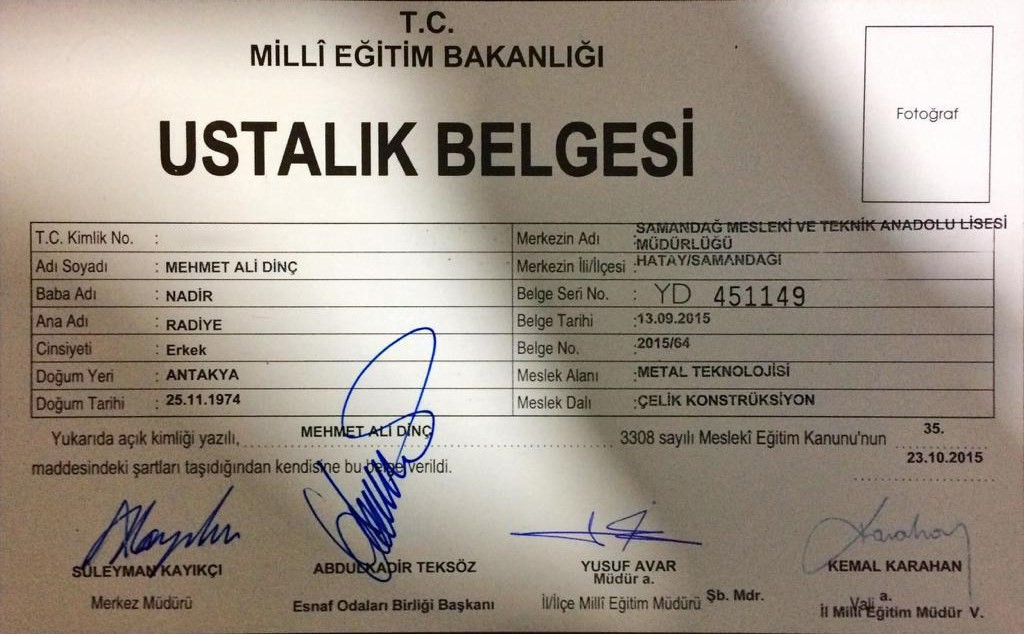 T.C.
MİLLÎ EĞİTİM BAKANLIĞI
USTALIK BELGESİ
Fotoğraf
T.C. Kimlik No. :
Adı Soyadı : MEHMET ALİ DİNÇ
Baba Adı : NADİR
Ana Adı : RADİYE
Cinsiyeti : Erkek
Doğum Yeri : ANTAKYA
Doğum Tarihi : 25.11.1974
Merkezin Adı : SAMANDAĞ MESLEKİ VE TEKNİK ANADOLU LİSESİ
MÜDÜRLÜĞÜ
Merkezin İli/İlçesi : HATAY/SAMANDAĞI
Belge Seri No. : YD 451149
Belge Tarihi : 13.09.2015
Belge No. : 2015/64
Meslek Alanı : METAL TEKNOLOJİSİ
Meslek Dalı : ÇELİK KONSTRÜKSİYON
Yukarıda açık kimliği yazılı, MEHMET ALİ DİNÇ 3308 sayılı Meslekî Eğitim Kanunu'nun 35.
maddesindeki şartları taşıdığından kendisine bu belge verildi. 23.10.2015
SÜLEYMAN KAYIKÇI
Merkez Müdürü
ABDULKADİR TEKSÖZ
Esnaf Odaları Birliği Başkanı
YUSUF AVAR
Müdür a.
İl/İlçe Millî Eğitim Müdürü Şb. Mdr.
Karahan
KEMAL KARAHAN
Vali a.
İl Millî Eğitim Müdür V.